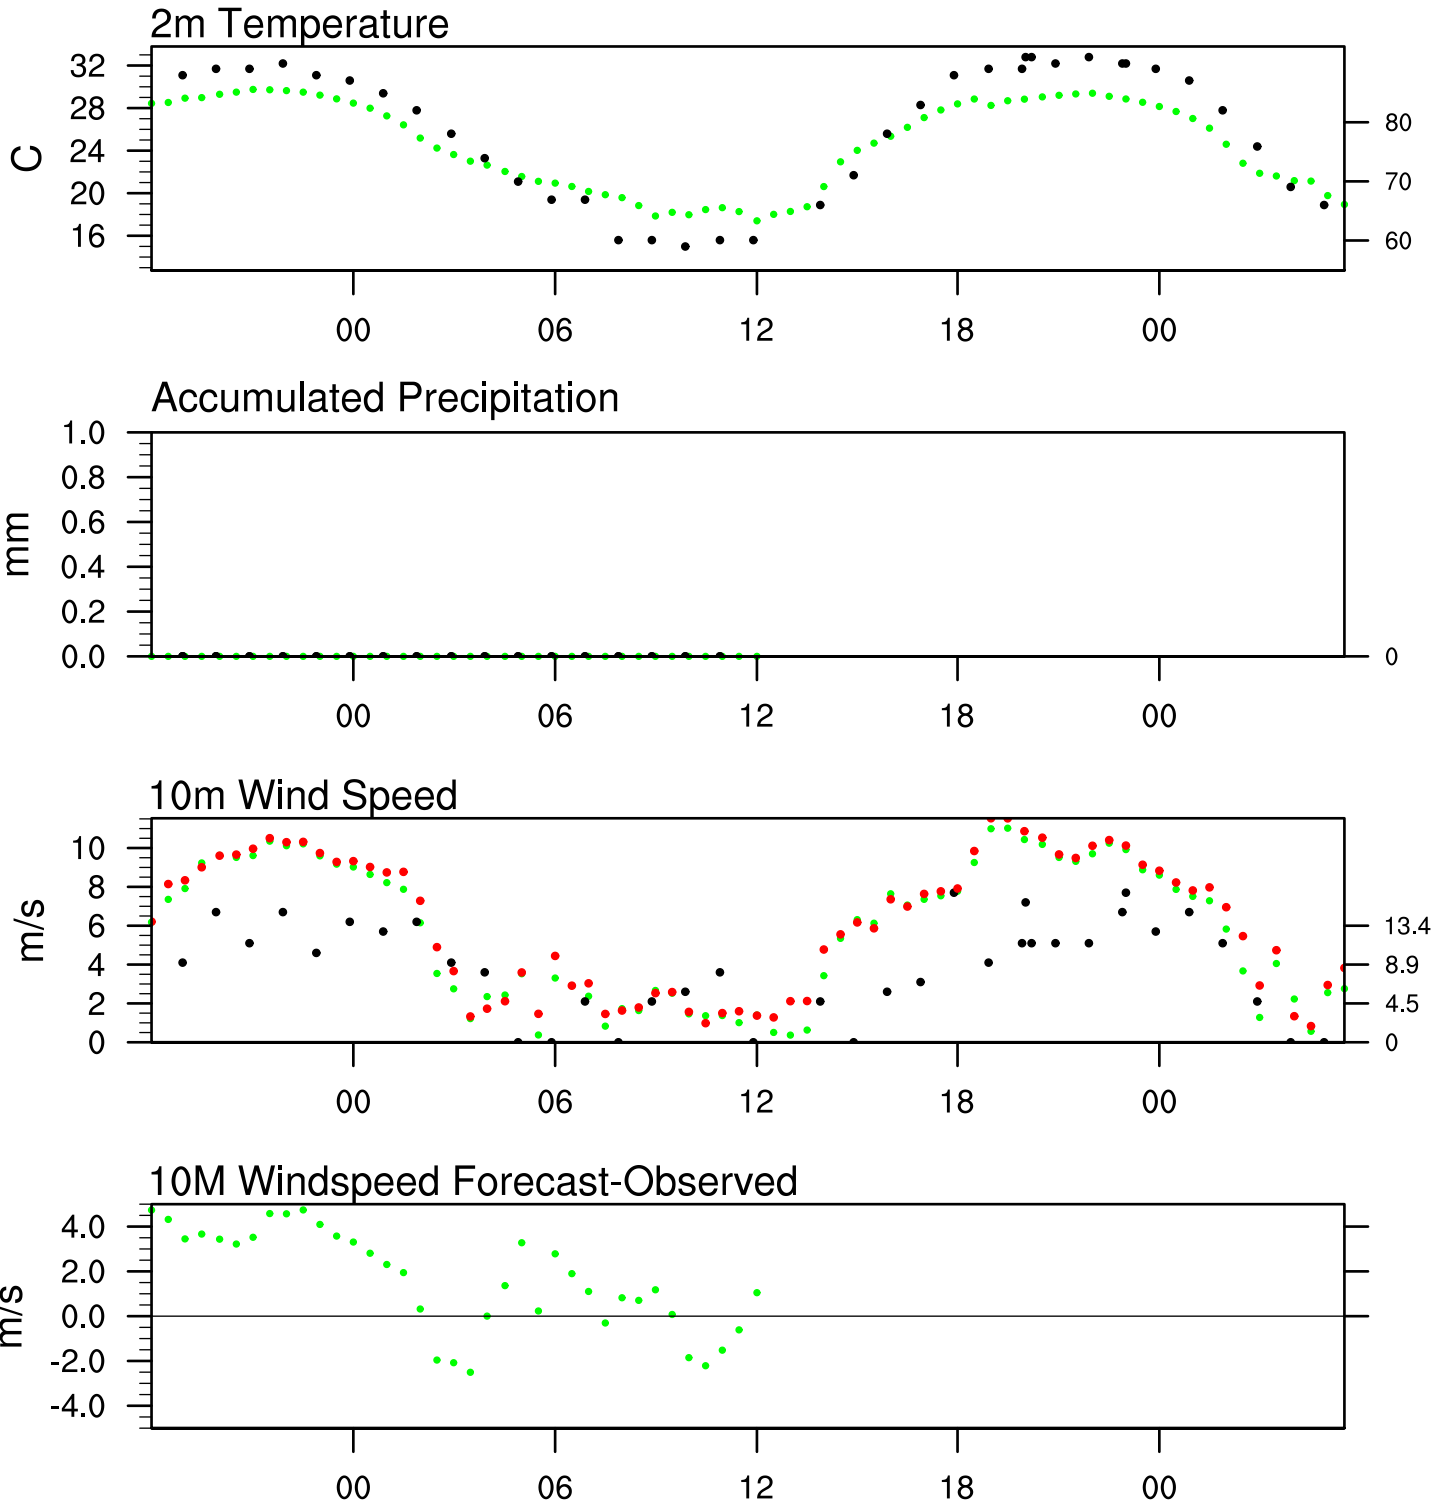 2m Temperature
32
28
24
20
16
C
80
70
60
00 06 12 18 00
Accumulated Precipitation
1.0
0.8
0.6
0.4
0.2
0.0
mm
0
00 06 12 18 00
10m Wind Speed
10
8
6
4
2
0
m/s
13.4
8.9
4.5
0
00 06 12 18 00
10M Windspeed Forecast-Observed
4.0
2.0
0.0
-2.0
-4.0
m/s
00 06 12 18 00